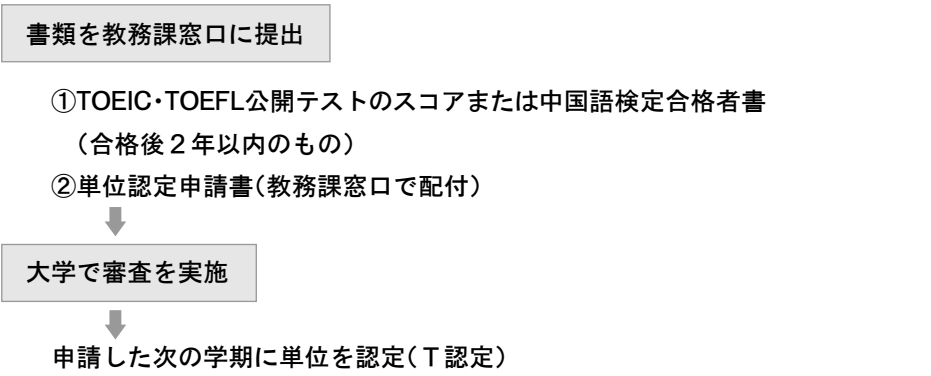 書類を教務課窓口に提出
①TOEIC・TOEFL公開テストのスコアまたは中国語検定合格者書
（合格後２年以内のもの）
②単位認定申請書（教務課窓口で配付）
大学で審査を実施
申請した次の学期に単位を認定（Ｔ認定）